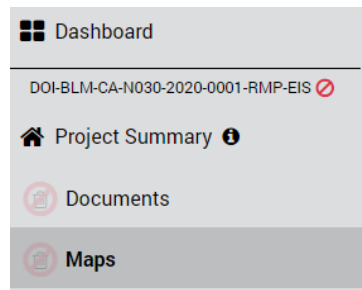 Dashboard
DOI-BLM-CA-N030-2020-0001-RMP-EIS
Project Summary
Documents
Maps